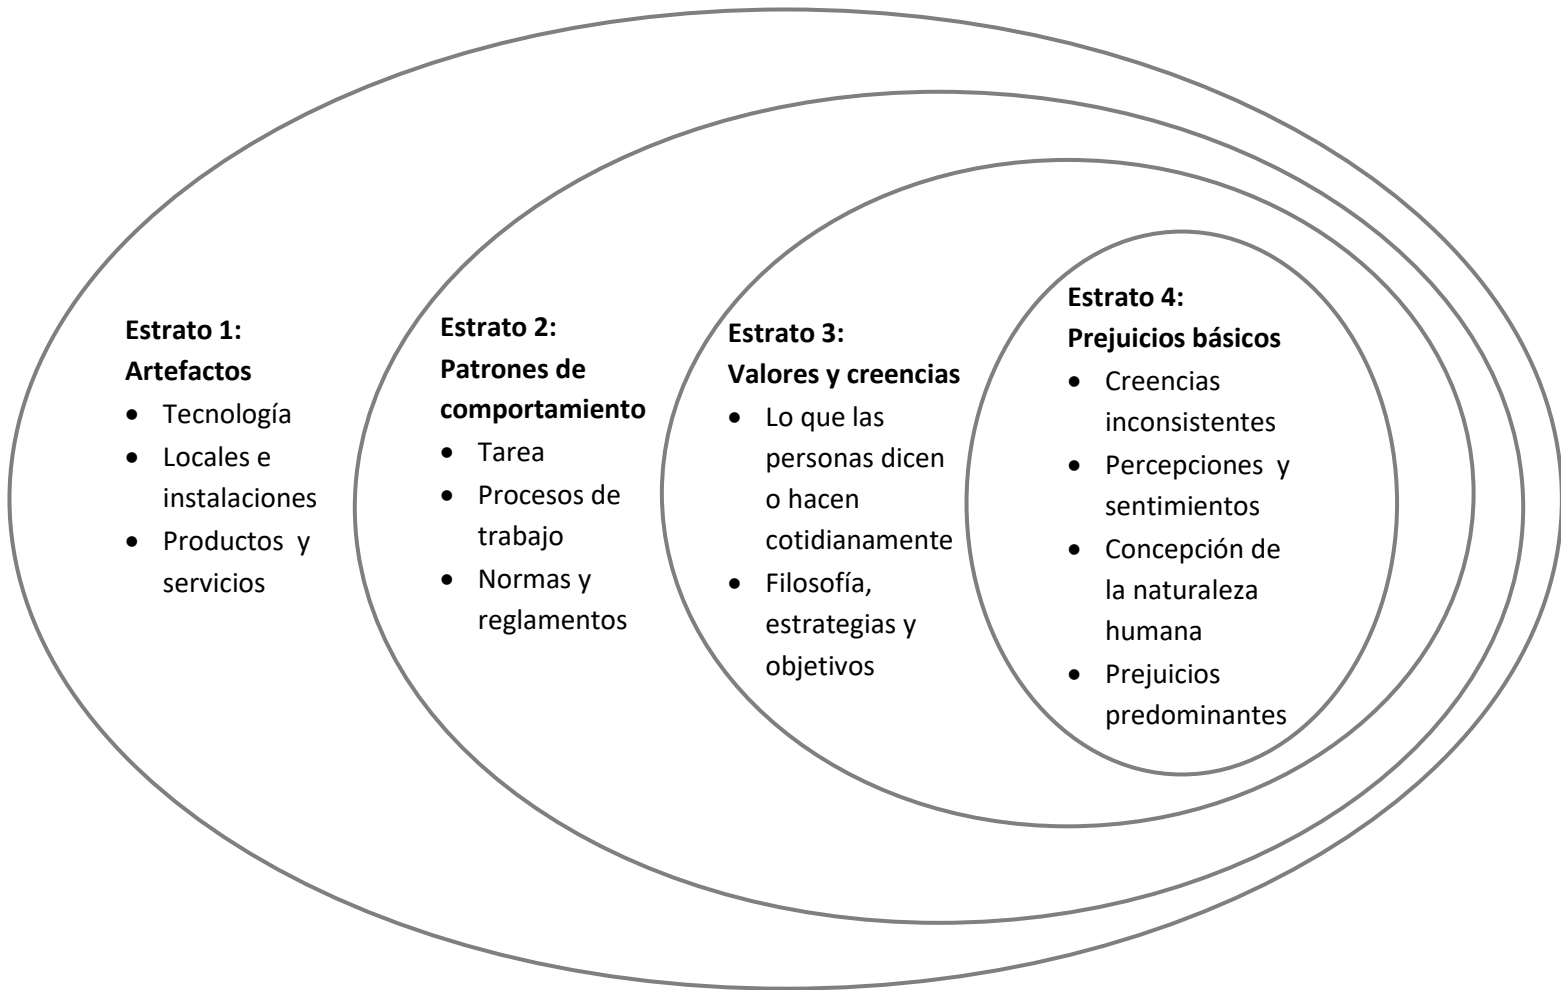 Estrato 1:
Artefactos
• Tecnología
• Locales e
instalaciones
• Productos y
servicios
Estrato 2:
Patrones de
comportamiento
• Tarea
• Procesos de
trabajo
• Normas y
reglamentos
Estrato 3:
Valores y creencias
• Lo que las
personas dicen
o hacen
cotidianamente
• Filosofía,
estrategias y
objetivos
Estrato 4:
Prejuicios básicos
• Creencias
inconsistentes
• Percepciones y
sentimientos
• Concepción de
la naturaleza
humana
• Prejuicios
predominantes